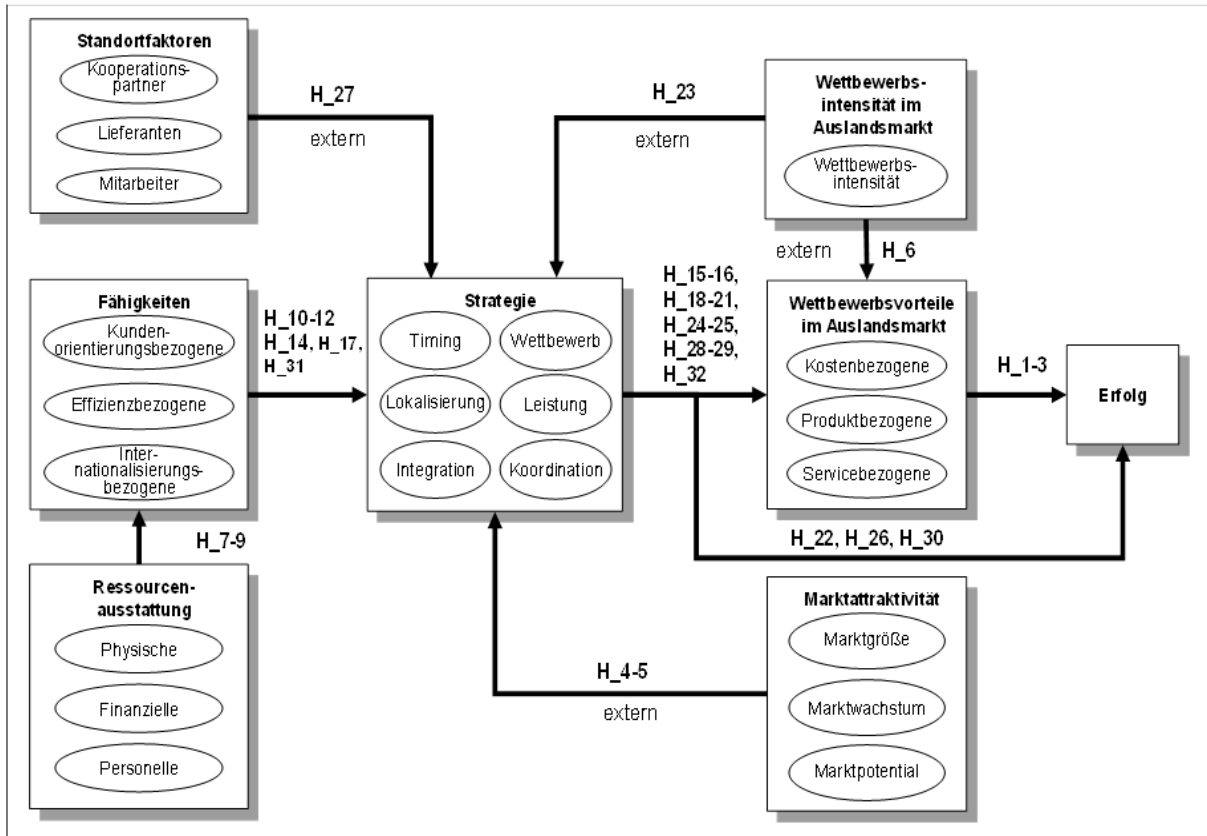 Standortfaktoren
Kooperations-
partner
Lieferanten
Mitarbeiter
H_27
extern
H_23
extern
Wettbewerbs-
intensität im
Auslandsmarkt
Wettbewerbs-
intensität
extern
H_6
Fähigkeiten
Kunden-
orientierungsbezogene
Effizienzbezogene
Inter-
nationalisierungs-
bezogene
H_10-12
H_14, H_17,
H_31
Strategie
Timing
Wettbewerb
Lokalisierung
Leistung
Integration
Koordination
H_15-16,
H_18-21,
H_24-25,
H_28-29,
H_32
Wettbewerbsvorteile
im Auslandsmarkt
Kostenbezogene
Produktbezogene
Servicebezogene
H_1-3
Erfolg
H_22, H_26, H_30
H_7-9
Ressourcen-
ausstattung
Physische
Finanzielle
Personelle
H_4-5
extern
Marktattraktivität
Marktgröße
Marktwachstum
Marktpotential